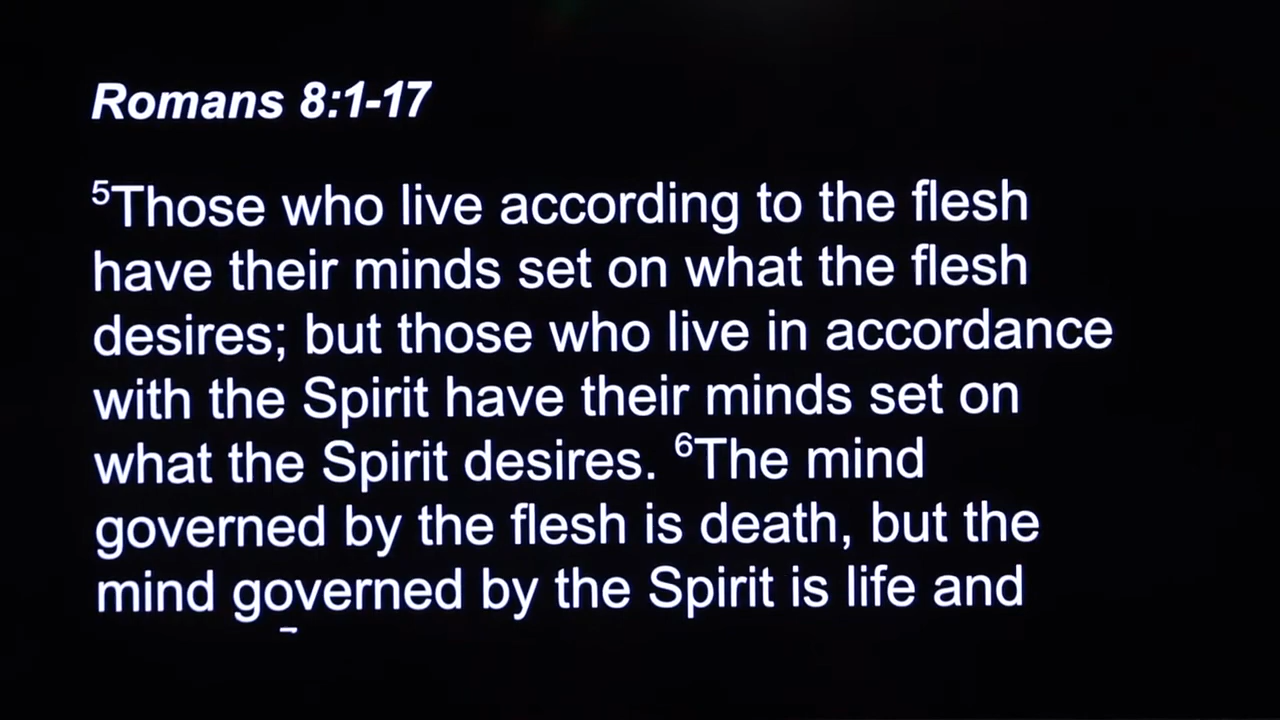 Romans 8:1-17
⁵Those who live according to the flesh
have their minds set on what the flesh
desires; but those who live in accordance
with the Spirit have their minds set on
what the Spirit desires. ⁶The mind
governed by the flesh is death, but the
mind governed by the Spirit is life and